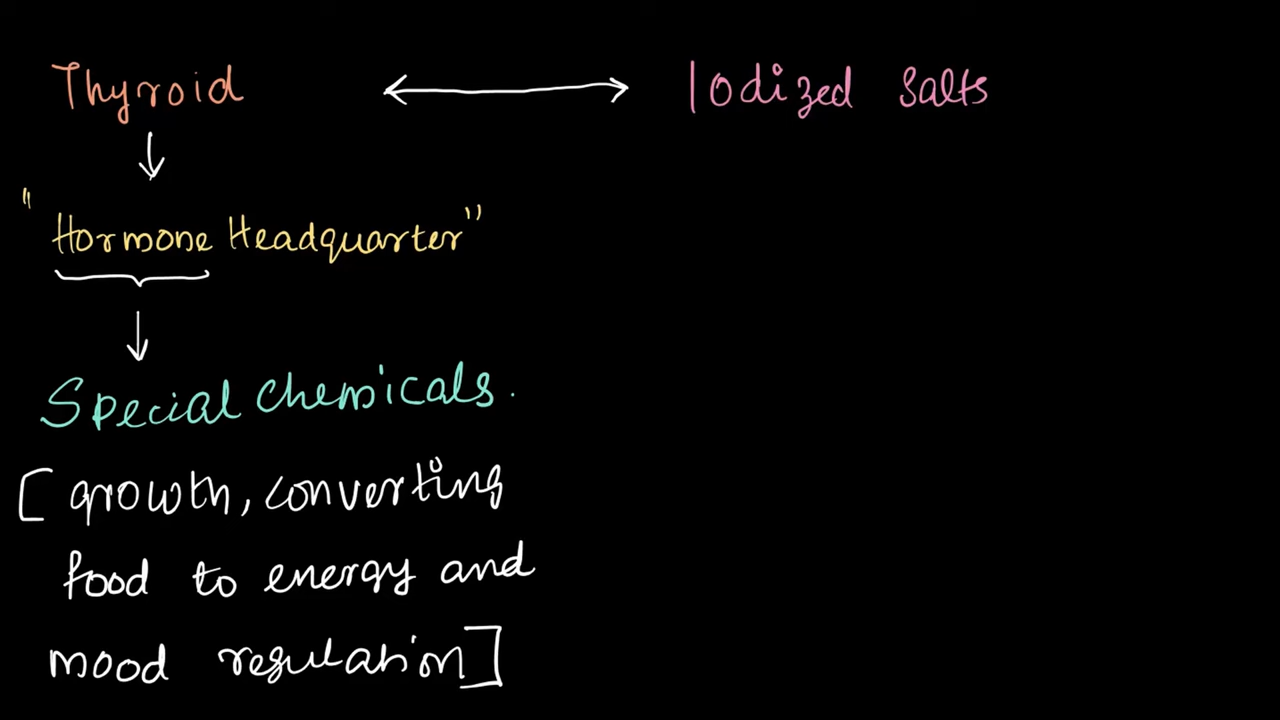 Thyroid Iodized Salts
"Hormone Headquarter"
Special chemicals.
[growth, converting
food to energy and
mood regulation]